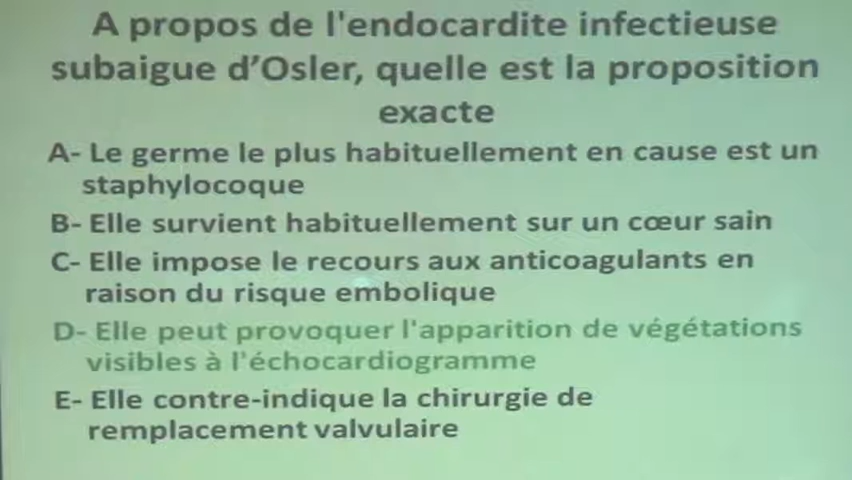 A propos de l'endocardite infectieuse
subaigue d’Osler, quelle est la proposition
exacte
A- Le germe le plus habituellement en cause est un
staphylocoque
B- Elle survient habituellement sur un cœur sain
C- Elle impose le recours aux anticoagulants en
raison du risque embolique
D- Elle peut provoquer l'apparition de végétations
visibles à l'échocardiogramme
E- Elle contre-indique la chirurgie de
remplacement valvulaire